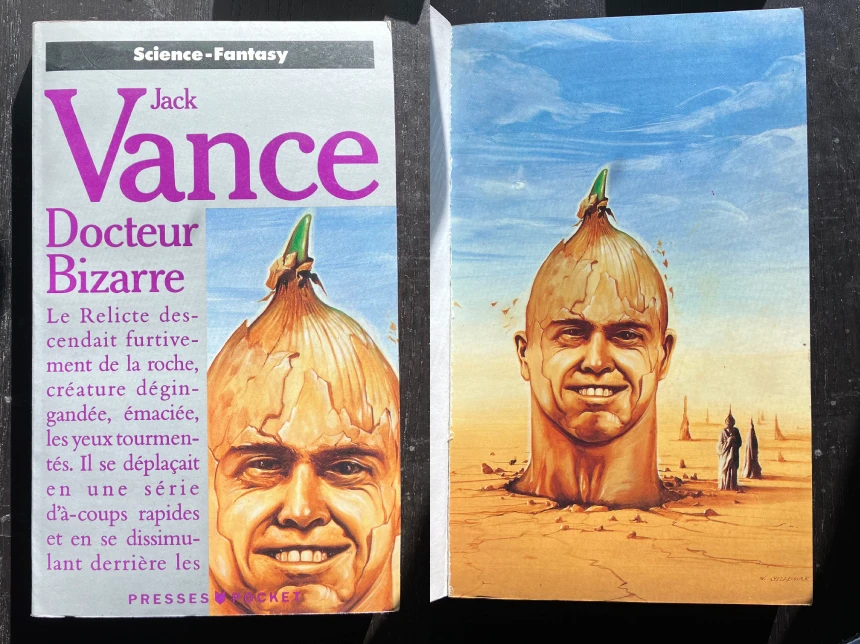 Science-Fantasy
Jack
Vance
Docteur
Bizarre
Le Relicte des-
cendait furtive-
ment de la roche,
créature dégin-
gandée, émaciée,
les yeux tourmen-
tés. Il se déplaçait
en une série
d'à-coups rapides
et en se dissimu-
lant derrière les
PRESSES POCKET